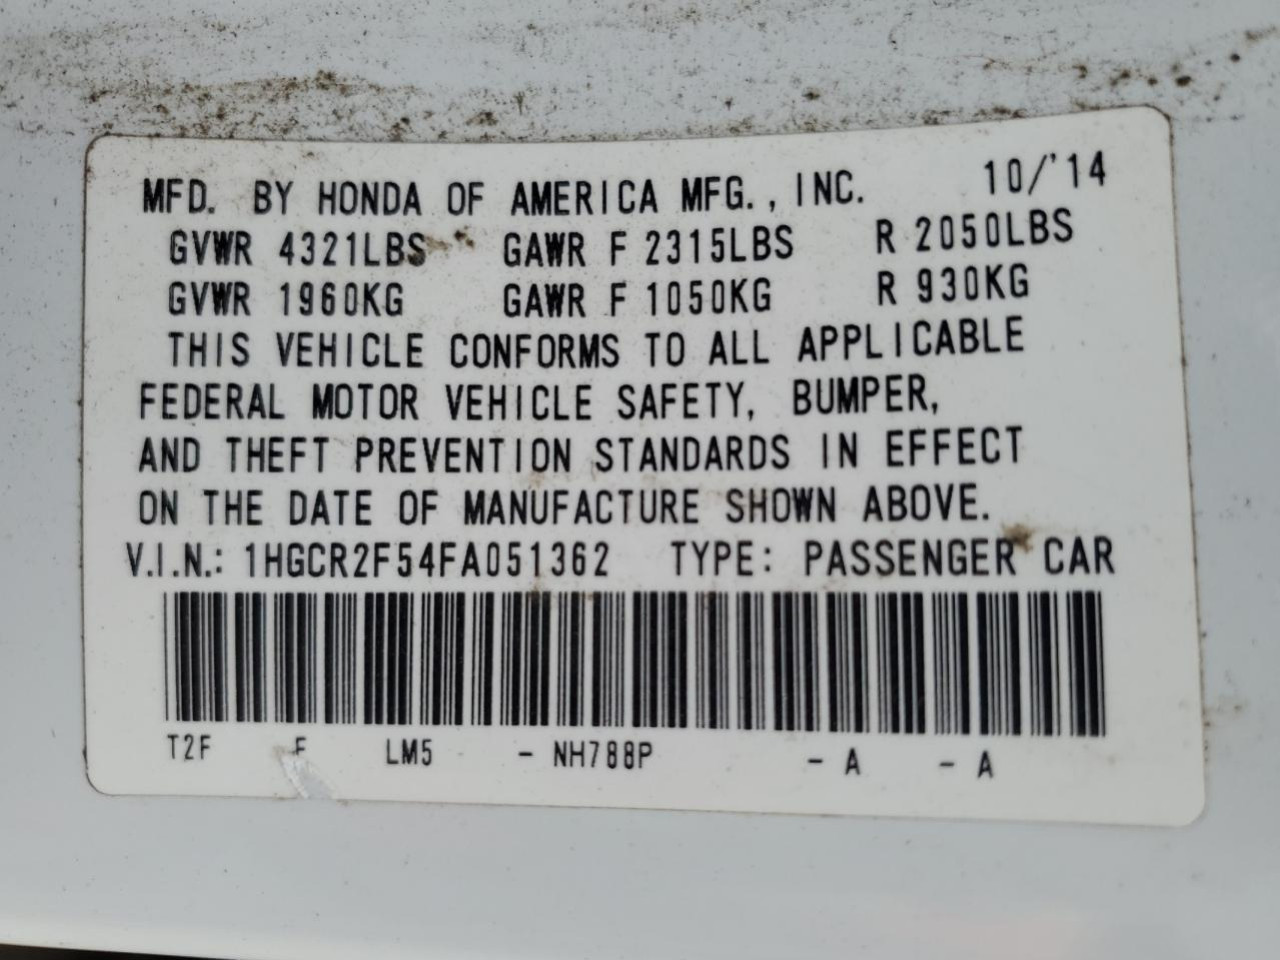 MFD. BY HONDA OF AMERICA MFG., INC. 10/'14
GVWR 4321LBS GAWR F 2315LBS R 2050LBS
GVWR 1960KG GAWR F 1050KG R 930KG
THIS VEHICLE CONFORMS TO ALL APPLICABLE
FEDERAL MOTOR VEHICLE SAFETY, BUMPER,
AND THEFT PREVENTION STANDARDS IN EFFECT
ON THE DATE OF MANUFACTURE SHOWN ABOVE.
V.I.N.: 1HGCR2F54FA051362 TYPE: PASSENGER CAR
T2F LM5 - NH788P - A - A